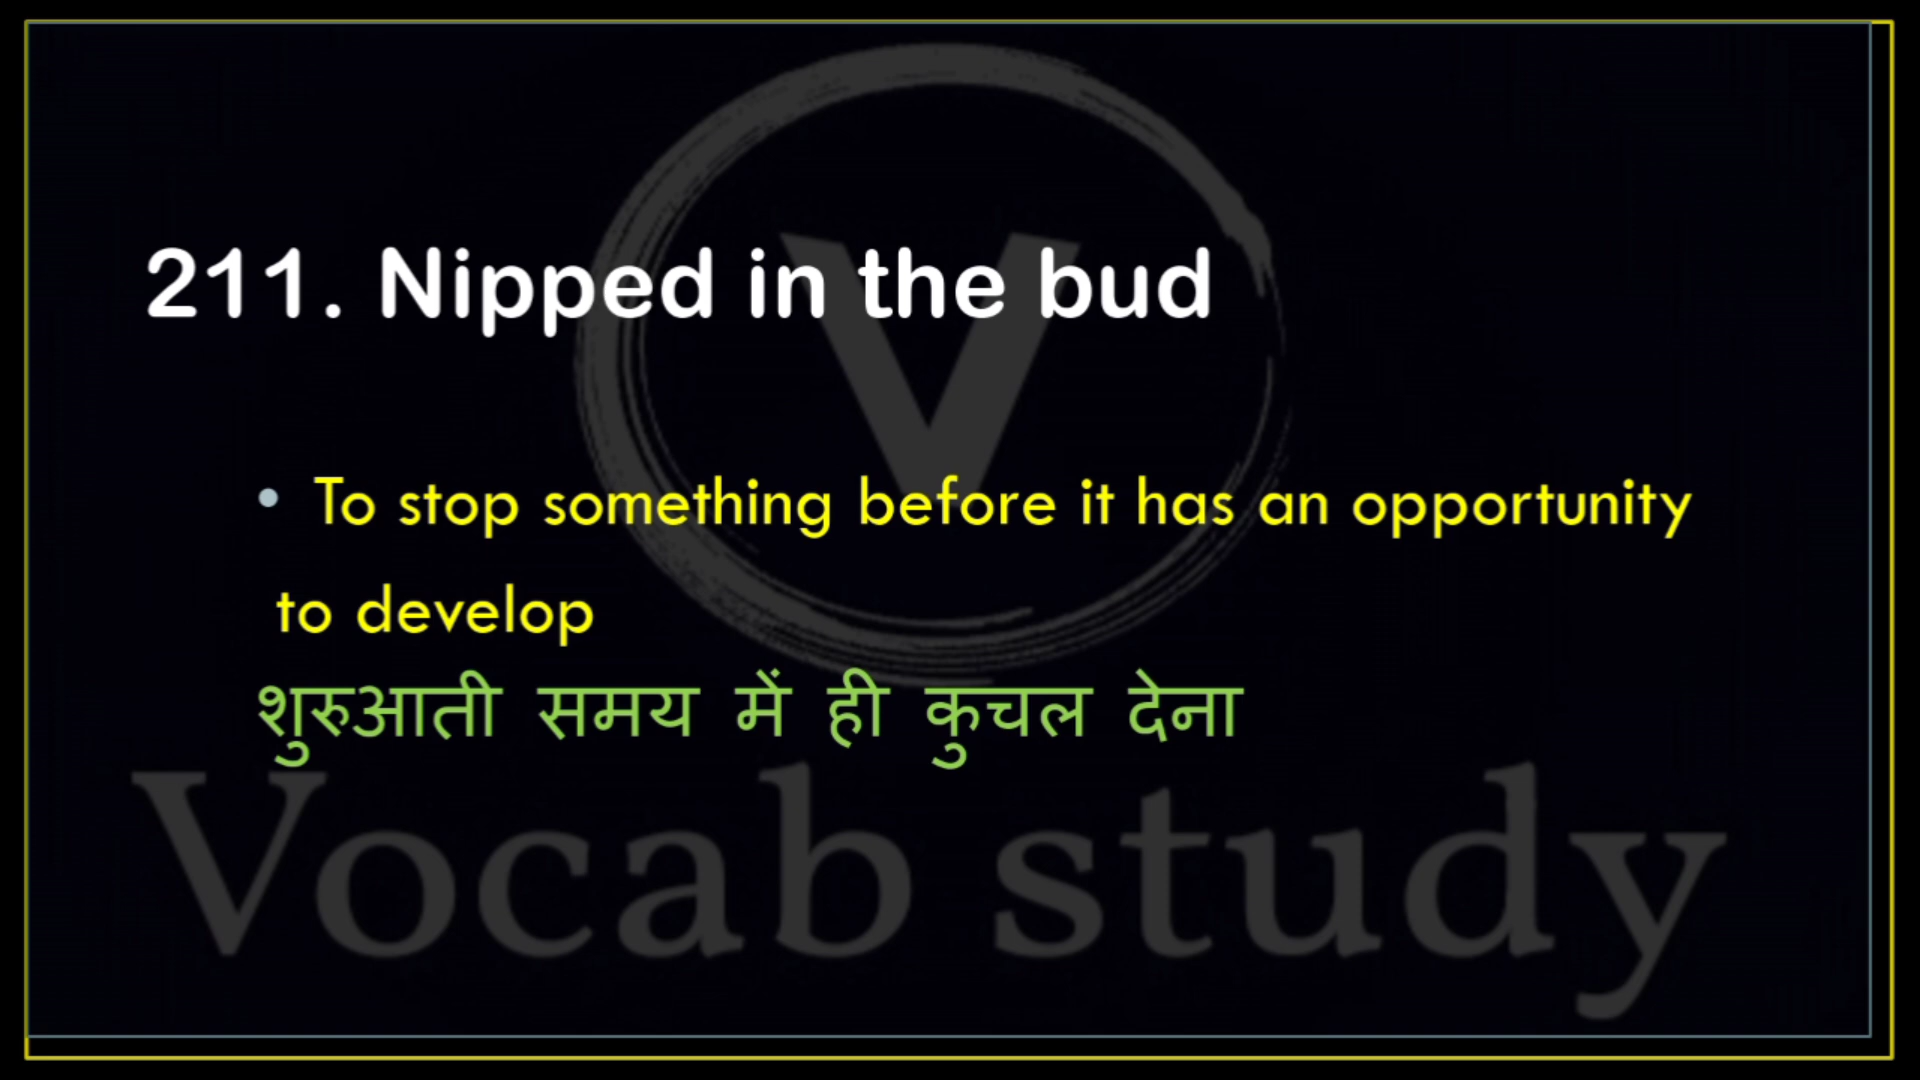 211. Nipped in the bud
• To stop something before it has an opportunity
to develop
शुरुआती समय में ही कुचल देना
V
Vocab study